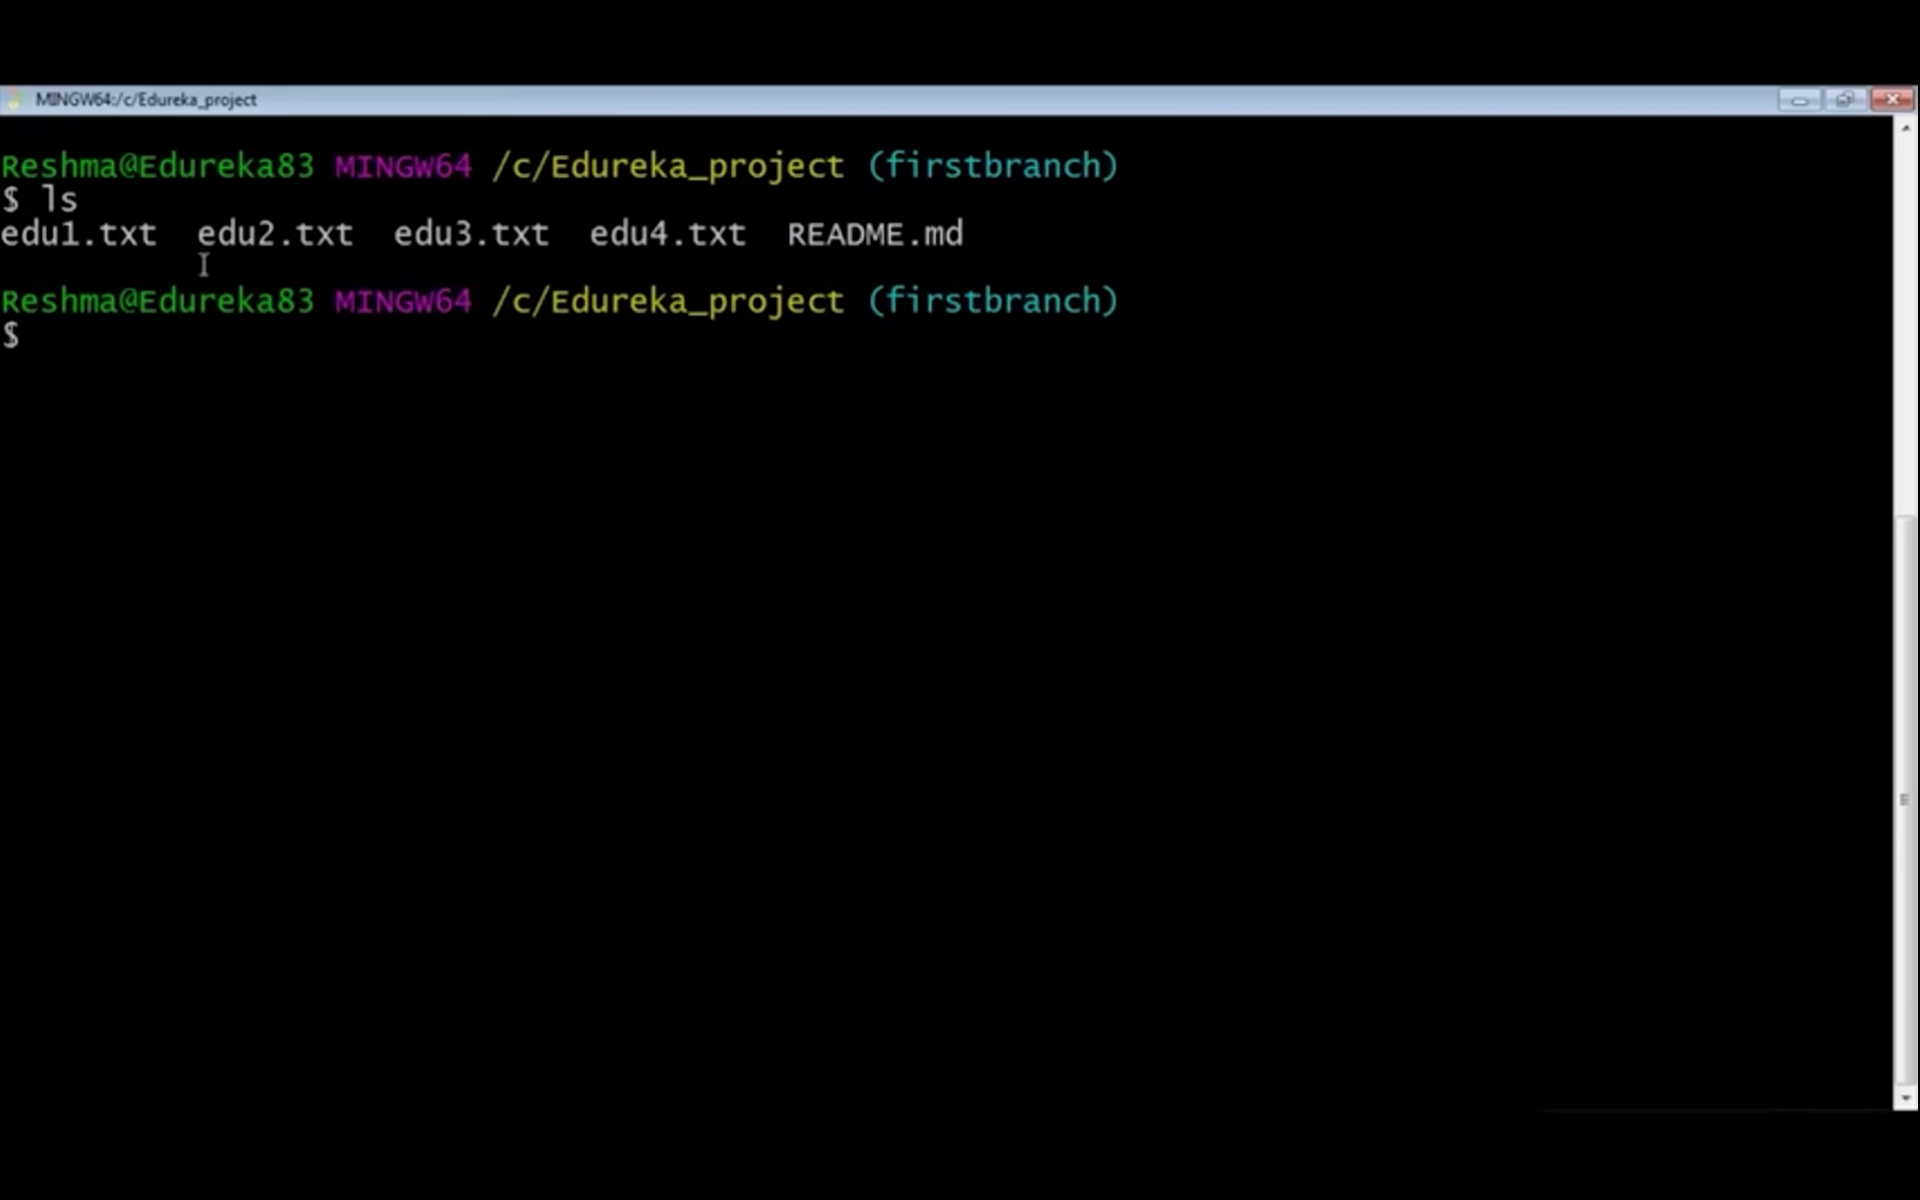 MINGW64:/c/Edureka_project
Reshma@Edureka83 MINGW64 /c/Edureka_project (firstbranch)
$ ls
edu1.txt  edu2.txt  edu3.txt  edu4.txt  README.md
Reshma@Edureka83 MINGW64 /c/Edureka_project (firstbranch)
$